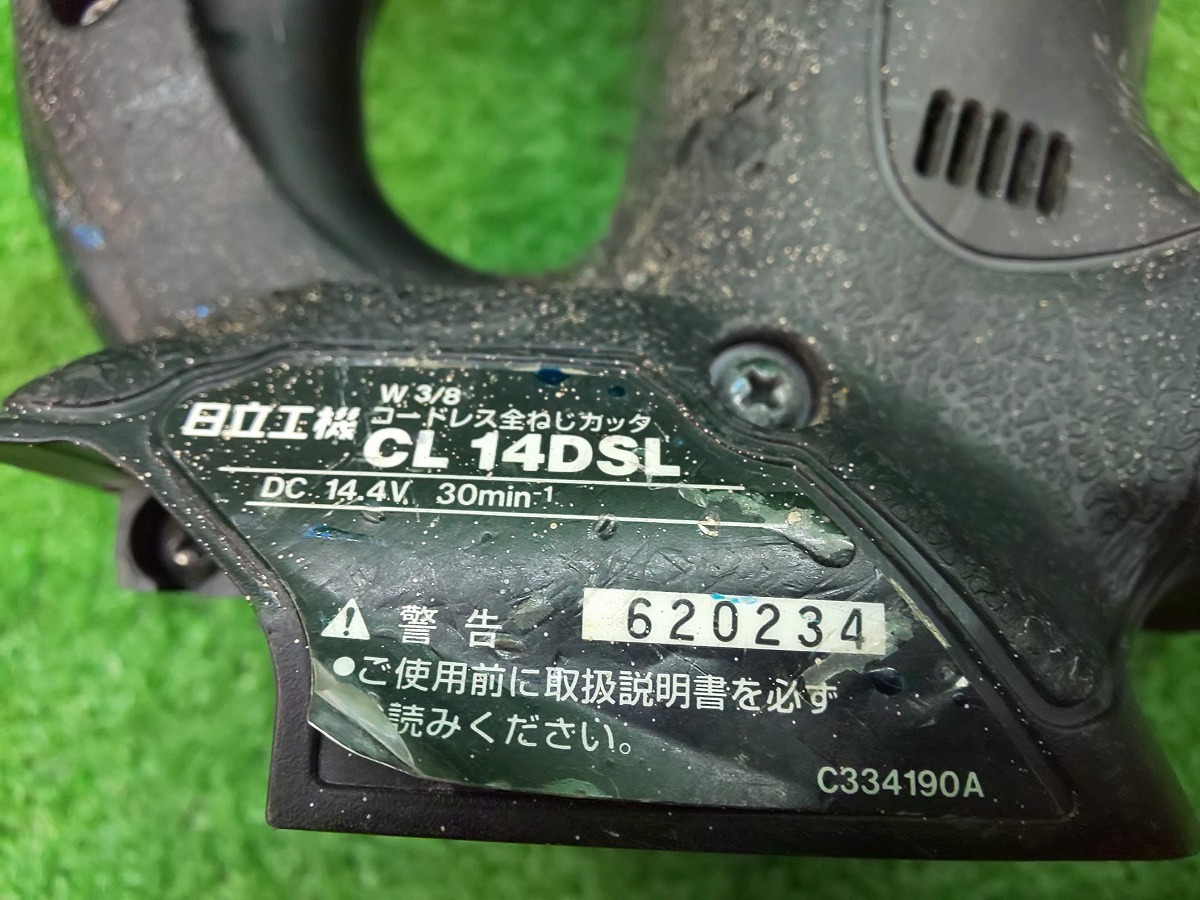 W 3/8
日立工機 コードレス全ねじカッタ
CL 14DSL
DC 14.4V 30min-1
警告 620234
●ご使用前に取扱説明書を必ず
読みください。
C334190A